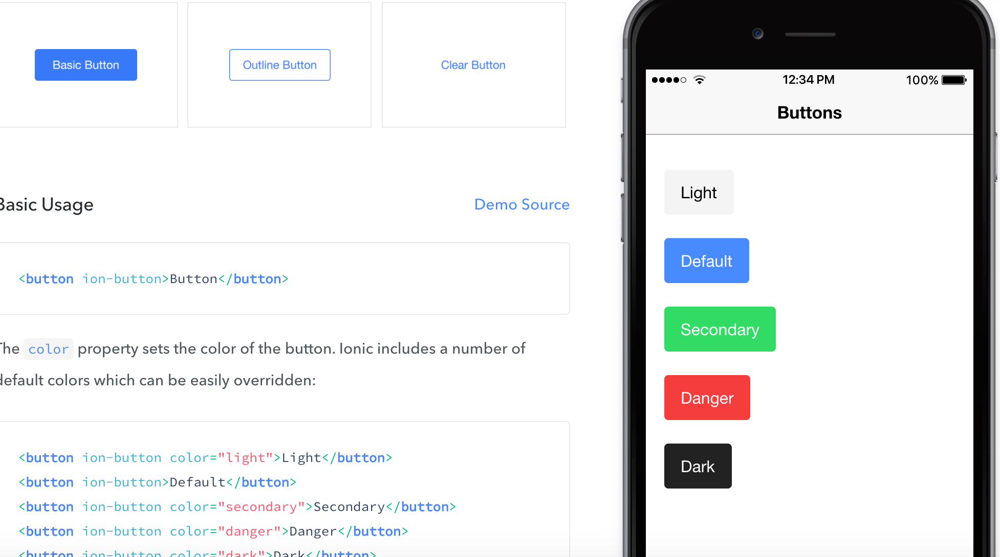 Basic Button
Outline Button
Clear Button
Basic Usage
Demo Source
<button ion-button>Button</button>
The color property sets the color of the button. Ionic includes a number of
default colors which can be easily overridden:
<button ion-button color="light">Light</button>
<button ion-button>Default</button>
<button ion-button color="secondary">Secondary</button>
<button ion-button color="danger">Danger</button>
<button ion-button color="dark">Dark</button>
12:34 PM
100%
Buttons
Light
Default
Secondary
Danger
Dark